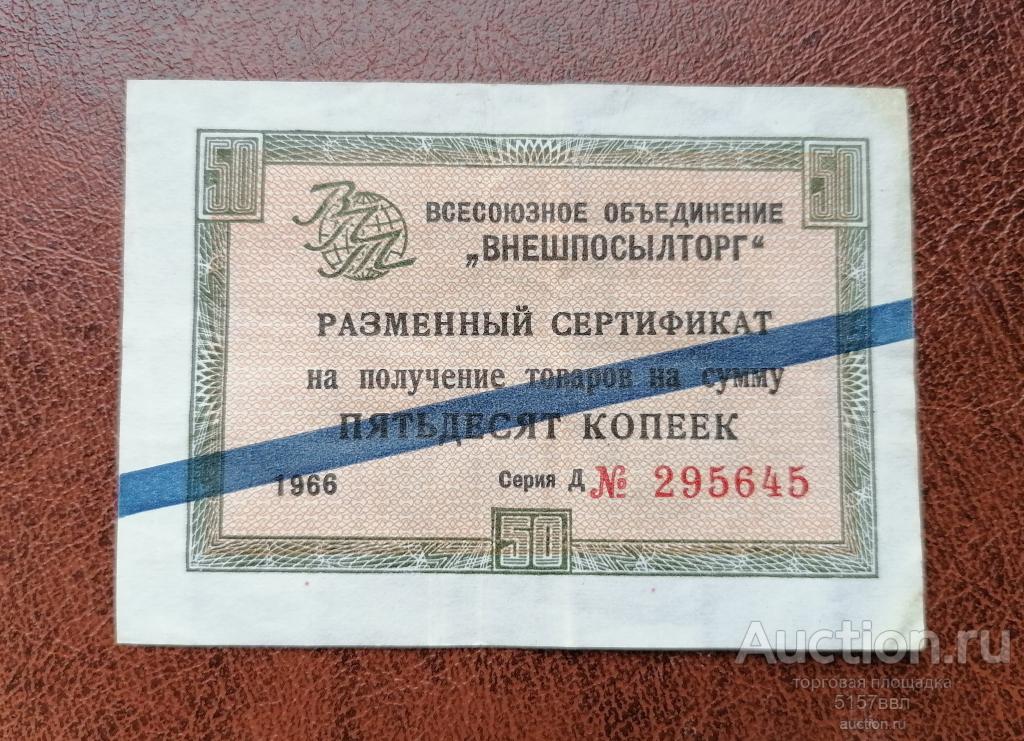 50
50
ВПТ
ВСЕСОЮЗНОЕ ОБЪЕДИНЕНИЕ
„ВНЕШПОСЫЛТОРГ“
РАЗМЕННЫЙ СЕРТИФИКАТ
на получение товаров на сумму
ПЯТЬДЕСЯТ КОПЕЕК
1966 Серия Д № 295645
50
Auction.ru
торговая площадка
5157ввл
auction.ru